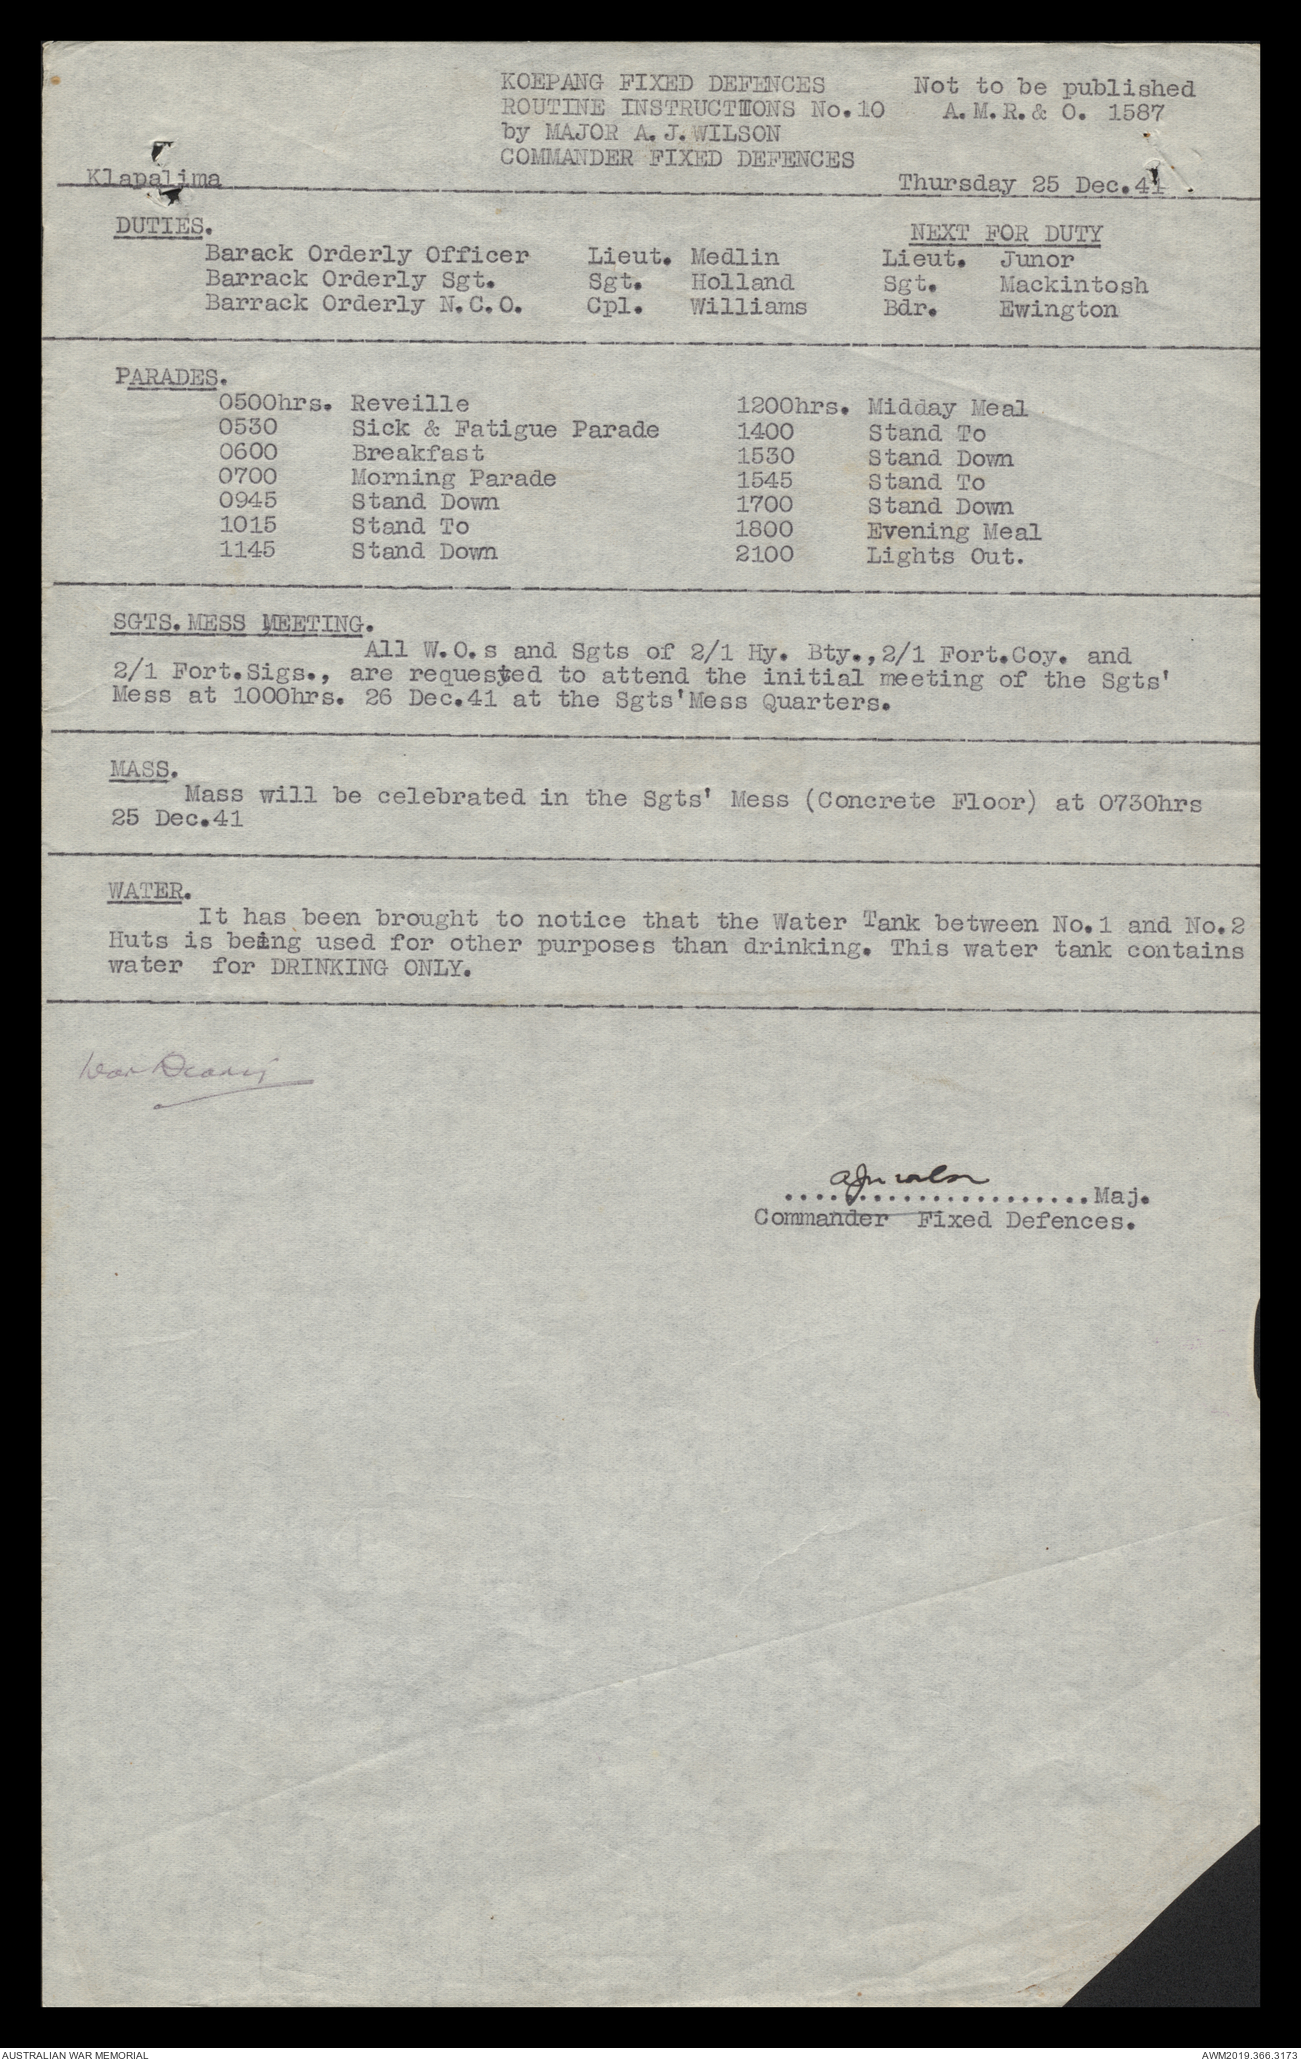 KOEPANG FIXED DEFENCES Not to be published
ROUTINE INSTRUCTIONS No.10 A.M.R.& O. 1587
by MAJOR A.J.WILSON
COMMANDER FIXED DEFENCES
Klapalima Thursday 25 Dec.41
DUTIES. NEXT FOR DUTY
Barack Orderly Officer Lieut. Medlin Lieut. Junor
Barrack Orderly Sgt. Sgt. Holland Sgt. Mackintosh
Barrack Orderly N.C.O. Cpl. Williams Bdr. Ewington
PARADES.
0500hrs. Reveille 1200hrs. Midday Meal
0530 Sick & Fatigue Parade 1400 Stand To
0600 Breakfast 1530 Stand Down
0700 Morning Parade 1545 Stand To
0945 Stand Down 1700 Stand Down
1015 Stand To 1800 Evening Meal
1145 Stand Down 2100 Lights Out.
SGTS.MESS MEETING.
All W.O.s and Sgts of 2/1 Hy. Bty.,2/1 Fort.Coy. and
2/1 Fort.Sigs., are requested to attend the initial meeting of the Sgts'
Mess at 1000hrs. 26 Dec.41 at the Sgts'Mess Quarters.
MASS.
Mass will be celebrated in the Sgts' Mess (Concrete Floor) at 0730hrs
25 Dec.41
WATER.
It has been brought to notice that the Water Tank between No.1 and No.2
Huts is being used for other purposes than drinking. This water tank contains
water for DRINKING ONLY.
War Diary
AJWilson
.....................Maj.
Commander Fixed Defences.
AUSTRALIAN WAR MEMORIAL AWM2019.366.3173